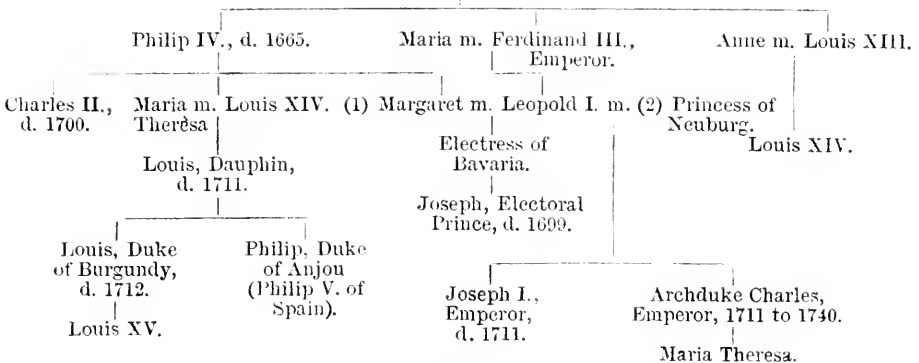 Philip IV., d. 1665. Maria m. Ferdinand III., Anne m. Louis XIII.
Emperor.
Charles II., Maria m. Louis XIV. (1) Margaret m. Leopold I. m. (2) Princess of
d. 1700. Therèsa Neuburg.
Louis XIV.
Electress of
Bavaria.
Louis, Dauphin,
d. 1711.
Joseph, Electoral
Prince, d. 1699.
Louis, Duke Philip, Duke
of Burgundy, of Anjou
d. 1712. (Philip V. of
Spain).
Louis XV.
Joseph I., Archduke Charles,
Emperor, Emperor, 1711 to 1740.
d. 1711.
Maria Theresa.